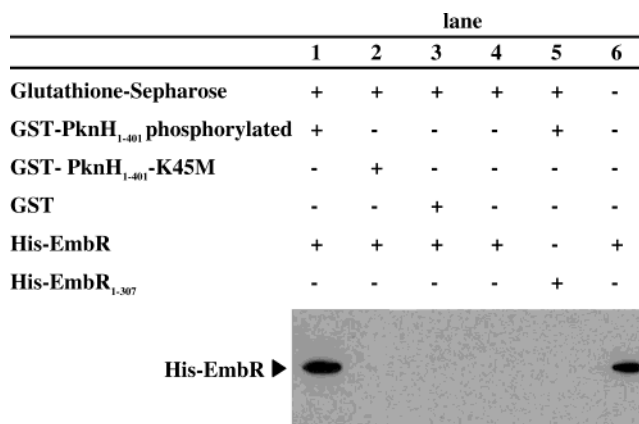 lane
1 2 3 4 5 6
Glutathione-Sepharose + + + + + -
GST-PknH1-401 phosphorylated + - - - + -
GST- PknH1-401-K45M - + - - - -
GST - - + - - -
His-EmbR + + + + - +
His-EmbR1-307 - - - - + -
His-EmbR ▶